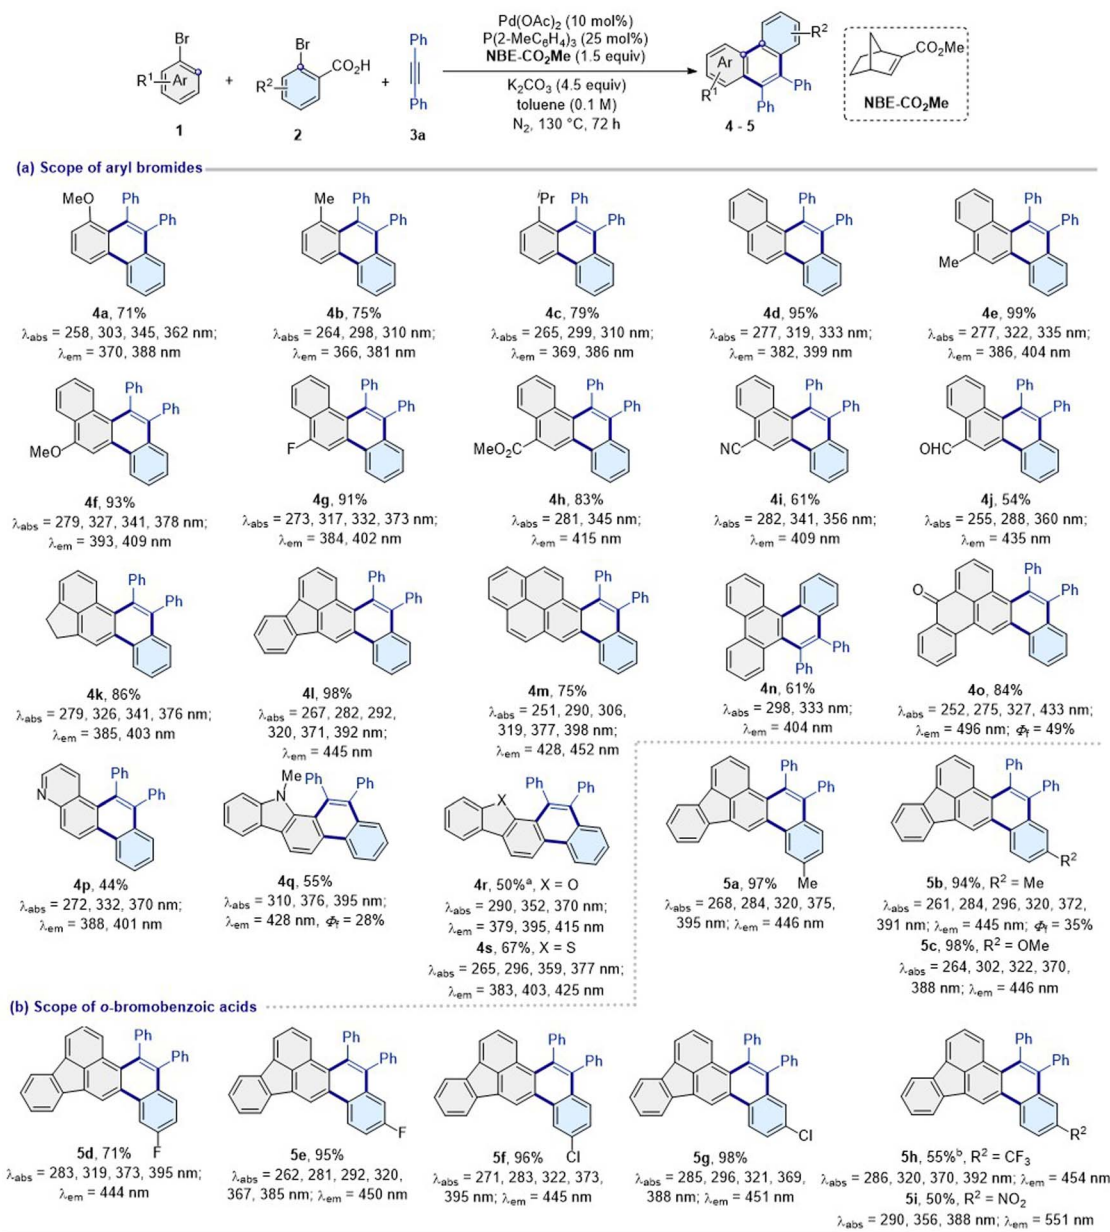 Pd(OAc)2 (10 mol%)
P(2-MeC6H4)3 (25 mol%)
NBE-CO2Me (1.5 equiv)
K2CO3 (4.5 equiv)
toluene (0.1 M)
N2, 130 °C, 72 h
Br
R1
Ar
1
+
Br
CO2H
R2
2
+
Ph
Ph
3a
R2
Ar
R1
Ph
Ph
4 - 5
CO2Me
NBE-CO2Me
(a) Scope of aryl bromides
MeO Ph Ph
4a, 71%
λabs = 258, 303, 345, 362 nm;
λem = 370, 388 nm
Me Ph Ph
4b, 75%
λabs = 264, 298, 310 nm;
λem = 366, 381 nm
iPr Ph Ph
4c, 79%
λabs = 265, 299, 310 nm;
λem = 369, 386 nm
Ph Ph
4d, 95%
λabs = 277, 319, 333 nm;
λem = 382, 399 nm
Ph Ph
Me
4e, 99%
λabs = 277, 322, 335 nm;
λem = 386, 404 nm
Ph Ph
MeO
4f, 93%
λabs = 279, 327, 341, 378 nm;
λem = 393, 409 nm
Ph Ph
F
4g, 91%
λabs = 273, 317, 332, 373 nm;
λem = 384, 402 nm
Ph Ph
MeO2C
4h, 83%
λabs = 281, 345 nm;
λem = 415 nm
Ph Ph
NC
4i, 61%
λabs = 282, 341, 356 nm;
λem = 409 nm
Ph Ph
OHC
4j, 54%
λabs = 255, 288, 360 nm;
λem = 435 nm
Ph Ph
4k, 86%
λabs = 279, 326, 341, 376 nm;
λem = 385, 403 nm
Ph Ph
4l, 98%
λabs = 267, 282, 292,
320, 371, 392 nm;
λem = 445 nm
Ph Ph
4m, 75%
λabs = 251, 290, 306,
319, 377, 398 nm;
λem = 428, 452 nm
Ph Ph
4n, 61%
λabs = 298, 333 nm;
λem = 404 nm
O Ph Ph
4o, 84%
λabs = 252, 275, 327, 433 nm;
λem = 496 nm; Φf = 49%
N Ph Ph
4p, 44%
λabs = 272, 332, 370 nm;
λem = 388, 401 nm
N Me Ph Ph
4q, 55%
λabs = 310, 376, 395 nm;
λem = 428 nm, Φf = 28%
X Ph Ph
4r, 50%a, X = O
λabs = 290, 352, 370 nm;
λem = 379, 395, 415 nm
4s, 67%, X = S
λabs = 265, 296, 359, 377 nm;
λem = 383, 403, 425 nm
Ph Ph
Me
5a, 97%
λabs = 268, 284, 320, 375,
395 nm; λem = 446 nm
Ph Ph
R2
5b, 94%, R2 = Me
λabs = 261, 284, 296, 320, 372,
391 nm; λem = 445 nm; Φf = 35%
5c, 98%, R2 = OMe
λabs = 264, 302, 322, 370,
388 nm; λem = 446 nm
(b) Scope of o-bromobenzoic acids
Ph Ph
F
5d, 71%
λabs = 283, 319, 373, 395 nm;
λem = 444 nm
Ph Ph
F
5e, 95%
λabs = 262, 281, 292, 320,
367, 385 nm; λem = 450 nm
Ph Ph
Cl
5f, 96%
λabs = 271, 283, 322, 373,
395 nm; λem = 445 nm
Ph Ph
Cl
5g, 98%
λabs = 285, 296, 321, 369,
388 nm; λem = 451 nm
Ph Ph
R2
5h, 55%b, R2 = CF3
λabs = 286, 320, 370, 392 nm; λem = 454 nm
5i, 50%, R2 = NO2
λabs = 290, 356, 388 nm; λem = 551 nm